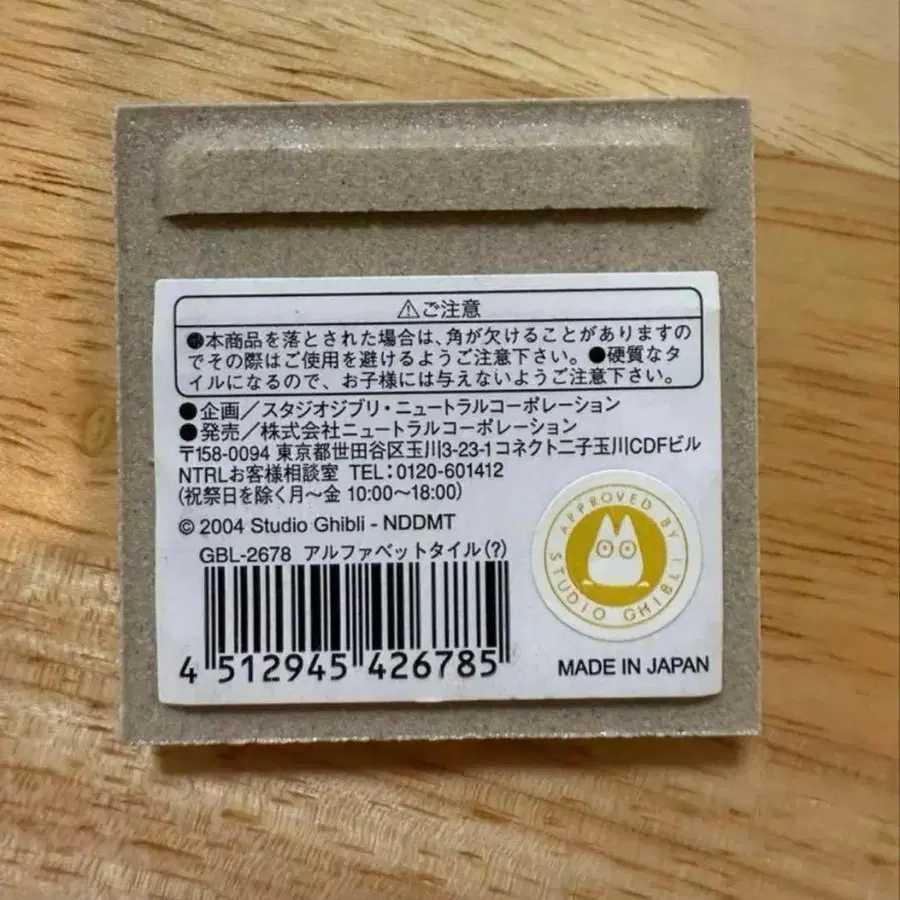 ⚠ご注意
●本商品を落とされた場合は、角が欠けることがありますの
でその際はご使用を避けるようご注意下さい。●硬質なタ
イルになるので、お子様には与えないようご注意下さい。
●企画／スタジオジブリ・ニュートラルコーポレーション
●発売／株式会社ニュートラルコーポレーション
〒158-0094 東京都世田谷区玉川3-23-1コネクト二子玉川CDFビル
NTRLお客様相談室 TEL:0120-601412
(祝祭日を除く月〜金 10:00〜18:00)
© 2004 Studio Ghibli - NDDMT
GBL-2678 アルファベットタイル(?)
4 512945 426785
APPROVED BY STUDIO GHIBLI
MADE IN JAPAN